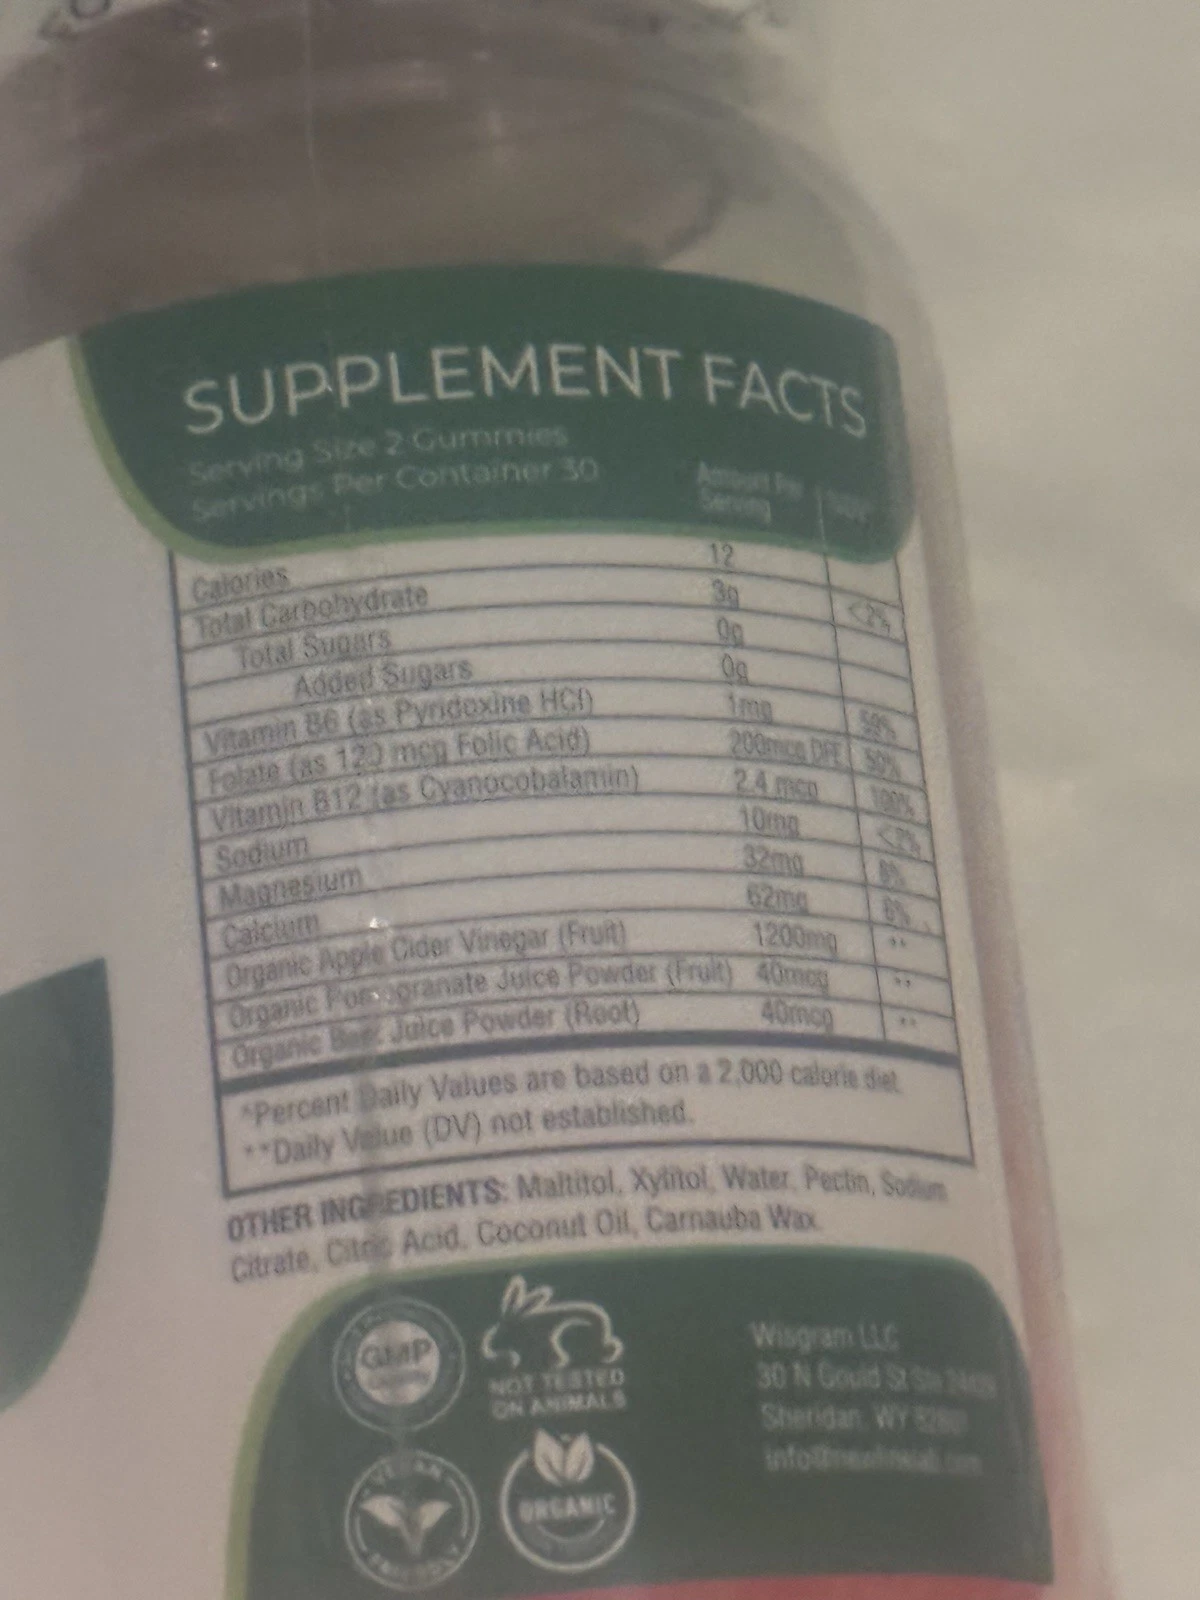 SUPPLEMENT FACTS
Serving Size 2 Gummies
Servings Per Container 30
Amount Per
Serving
Calories 12
Total Carbohydrate 3g <2%
Total Sugars 0g
Added Sugars 0g
Vitamin B6 (as Pyridoxine HCl) 1mg 59%
Folate (as 120 mcg Folic Acid) 200mcg DFE 50%
Vitamin B12 (as Cyanocobalamin) 2.4 mcg 100%
Sodium 10mg <2%
Magnesium 32mg 8%
Calcium 62mg 6%
Organic Apple Cider Vinegar (Fruit) 1200mg **
Organic Pomegranate Juice Powder (Fruit) 40mcg **
Organic Beet Juice Powder (Root) 40mcg **
*Percent Daily Values are based on a 2,000 calorie diet.
**Daily Value (DV) not established.
OTHER INGREDIENTS: Maltitol, Xylitol, Water, Pectin, Sodium
Citrate, Citric Acid, Coconut Oil, Carnauba Wax.
GMP
NOT TESTED
ON ANIMALS
VEGAN
FRIENDLY
ORGANIC
Wisgram LLC
30 N Gould St Ste
Sheridan, WY